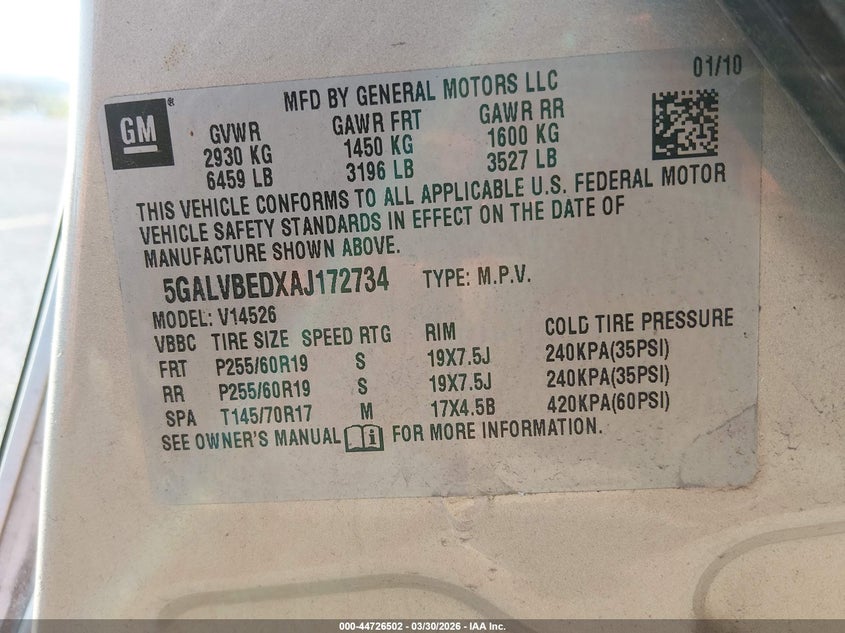 01/10
GM
®
MFD BY GENERAL MOTORS LLC
GVWR GAWR FRT GAWR RR
2930 KG 1450 KG 1600 KG
6459 LB 3196 LB 3527 LB
THIS VEHICLE CONFORMS TO ALL APPLICABLE U.S. FEDERAL MOTOR
VEHICLE SAFETY STANDARDS IN EFFECT ON THE DATE OF
MANUFACTURE SHOWN ABOVE.
5GALVBEDXAJ172734 TYPE: M.P.V.
MODEL: V14526
VBBC TIRE SIZE SPEED RTG RIM COLD TIRE PRESSURE
FRT P255/60R19 S 19X7.5J 240KPA(35PSI)
RR P255/60R19 S 19X7.5J 240KPA(35PSI)
SPA T145/70R17 M 17X4.5B 420KPA(60PSI)
SEE OWNER'S MANUAL i FOR MORE INFORMATION.
000-44726502 — 03/30/2026 — IAA Inc.